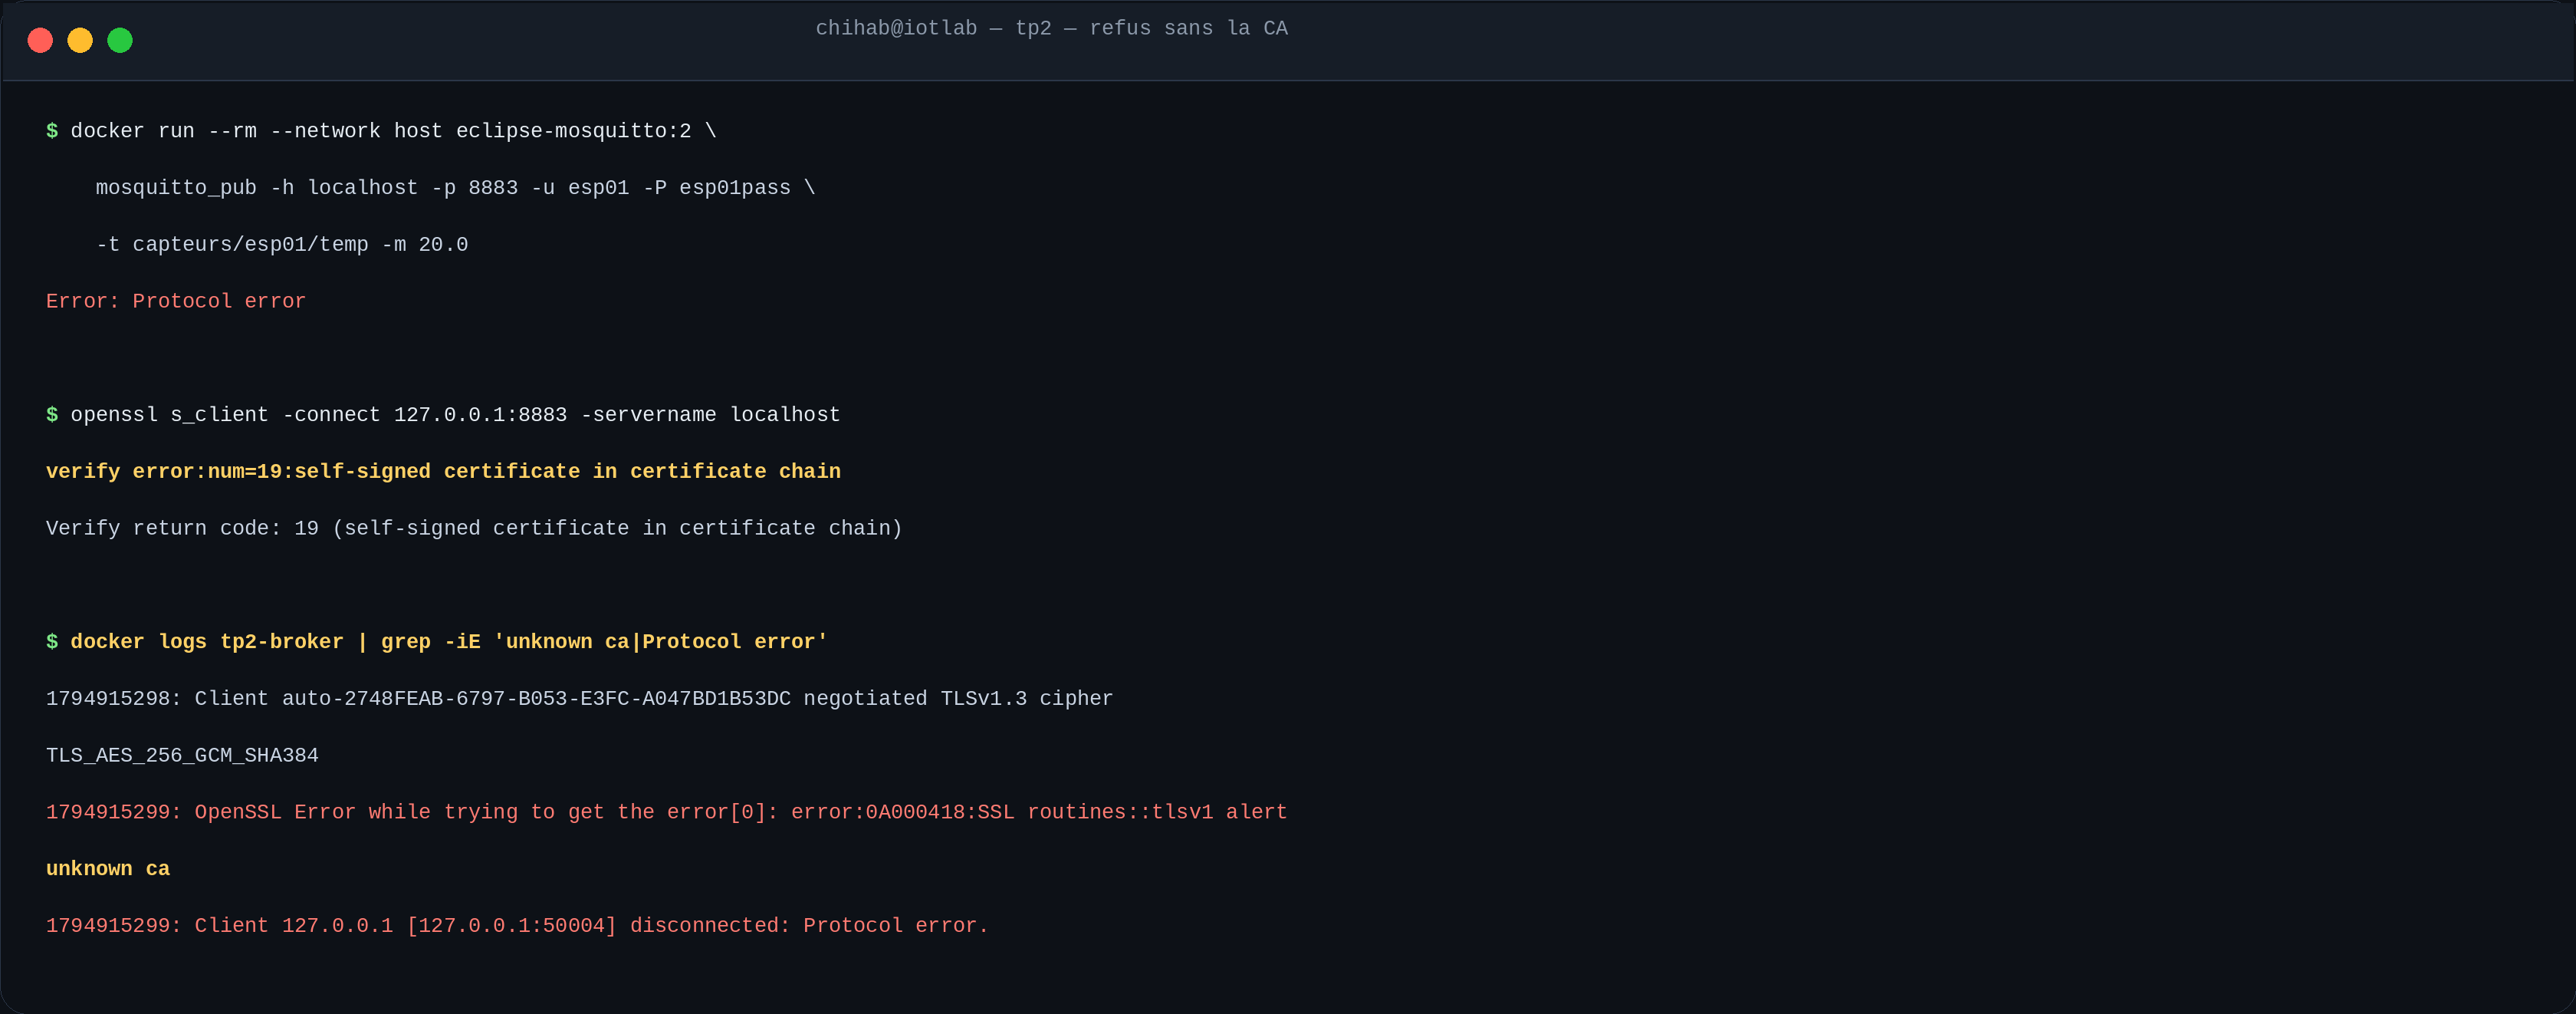 chihab@iotlab — tp2 — refus sans la CA
$ docker run --rm --network host eclipse-mosquitto:2 \
mosquitto_pub -h localhost -p 8883 -u esp01 -P esp01pass \
-t capteurs/esp01/temp -m 20.0
Error: Protocol error
$ openssl s_client -connect 127.0.0.1:8883 -servername localhost
verify error:num=19:self-signed certificate in certificate chain
Verify return code: 19 (self-signed certificate in certificate chain)
$ docker logs tp2-broker | grep -iE 'unknown ca|Protocol error'
1794915298: Client auto-2748FEAB-6797-B053-E3FC-A047BD1B53DC negotiated TLSv1.3 cipher
TLS_AES_256_GCM_SHA384
1794915299: OpenSSL Error while trying to get the error[0]: error:0A000418:SSL routines::tlsv1 alert
unknown ca
1794915299: Client 127.0.0.1 [127.0.0.1:50004] disconnected: Protocol error.